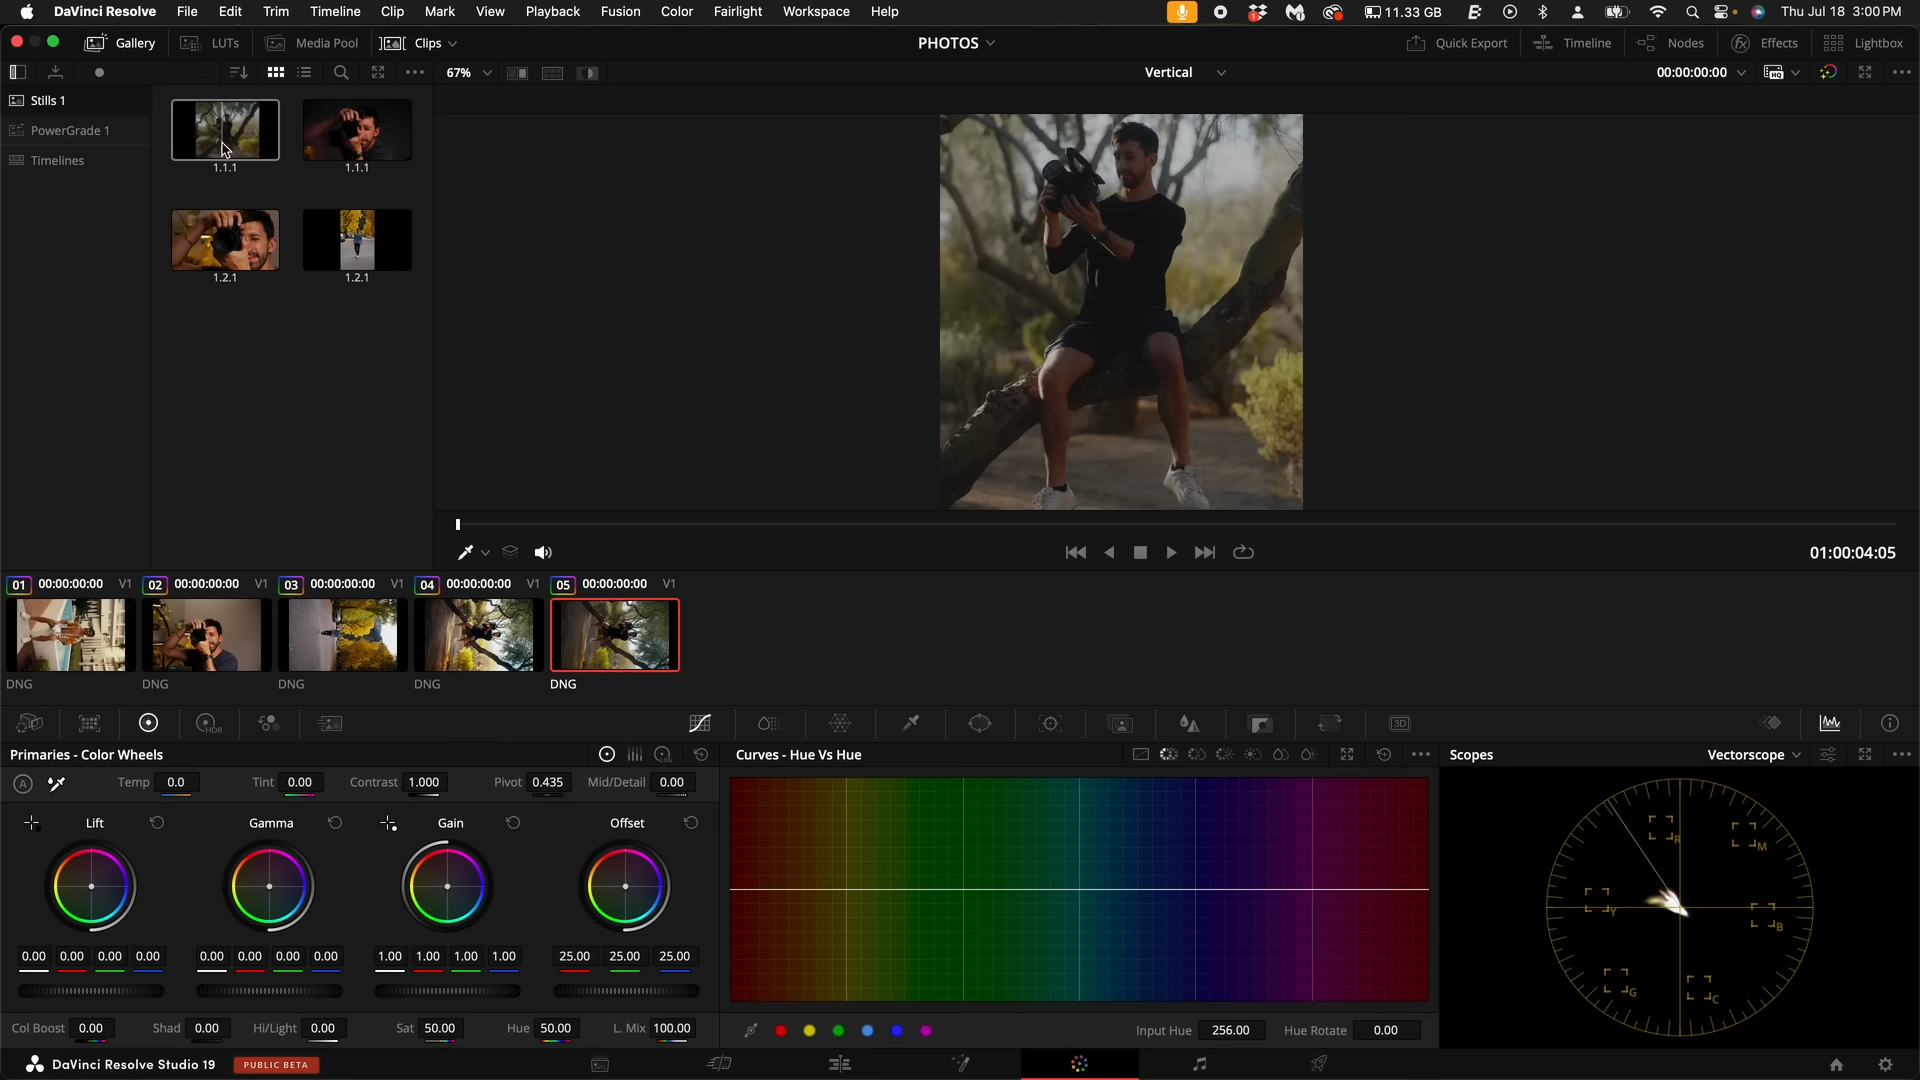 DaVinci Resolve File Edit Trim Timeline Clip Mark View Playback Fusion Color Fairlight Workspace Help 11.33 GB Thu Jul 18 3:00 PM
Gallery LUTs Media Pool Clips PHOTOS Quick Export Timeline Nodes Effects Lightbox
67% Vertical 00:00:00:00
Stills 1
PowerGrade 1
Timelines
1.1.1 1.1.1
1.2.1 1.2.1
01:00:04:05
01 00:00:00:00 V1 02 00:00:00:00 V1 03 00:00:00:00 V1 04 00:00:00:00 V1 05 00:00:00:00 V1
DNG DNG DNG DNG DNG
HDR 3D
Primaries - Color Wheels LOG Curves - Hue Vs Hue Scopes Vectorscope
A Temp 0.0 Tint 0.00 Contrast 1.000 Pivot 0.435 Mid/Detail 0.00
Lift Gamma Gain Offset
R M
Y B
G C
0.00 0.00 0.00 0.00 0.00 0.00 0.00 0.00 1.00 1.00 1.00 1.00 25.00 25.00 25.00
Col Boost 0.00 Shad 0.00 Hi/Light 0.00 Sat 50.00 Hue 50.00 L. Mix 100.00 Input Hue 256.00 Hue Rotate 0.00
DaVinci Resolve Studio 19 PUBLIC BETA